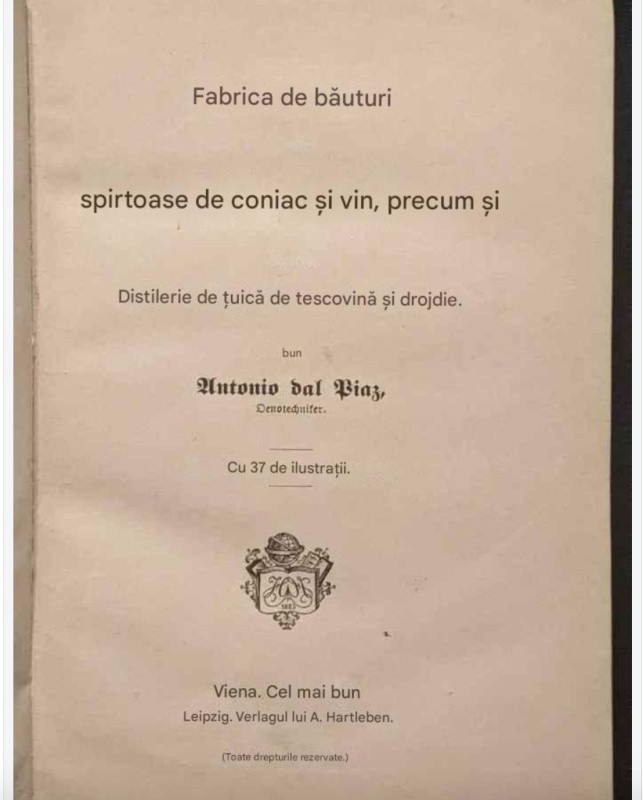 Fabrica de băuturi
spirtoase de coniac și vin, precum și
Distilerie de țuică de tescovină și drojdie.
bun
Antonio dal Piaz,
Oenotechniker.
Cu 37 de ilustrații.
Viena. Cel mai bun
Leipzig. Verlagul lui A. Hartleben.
(Toate drepturile rezervate.)